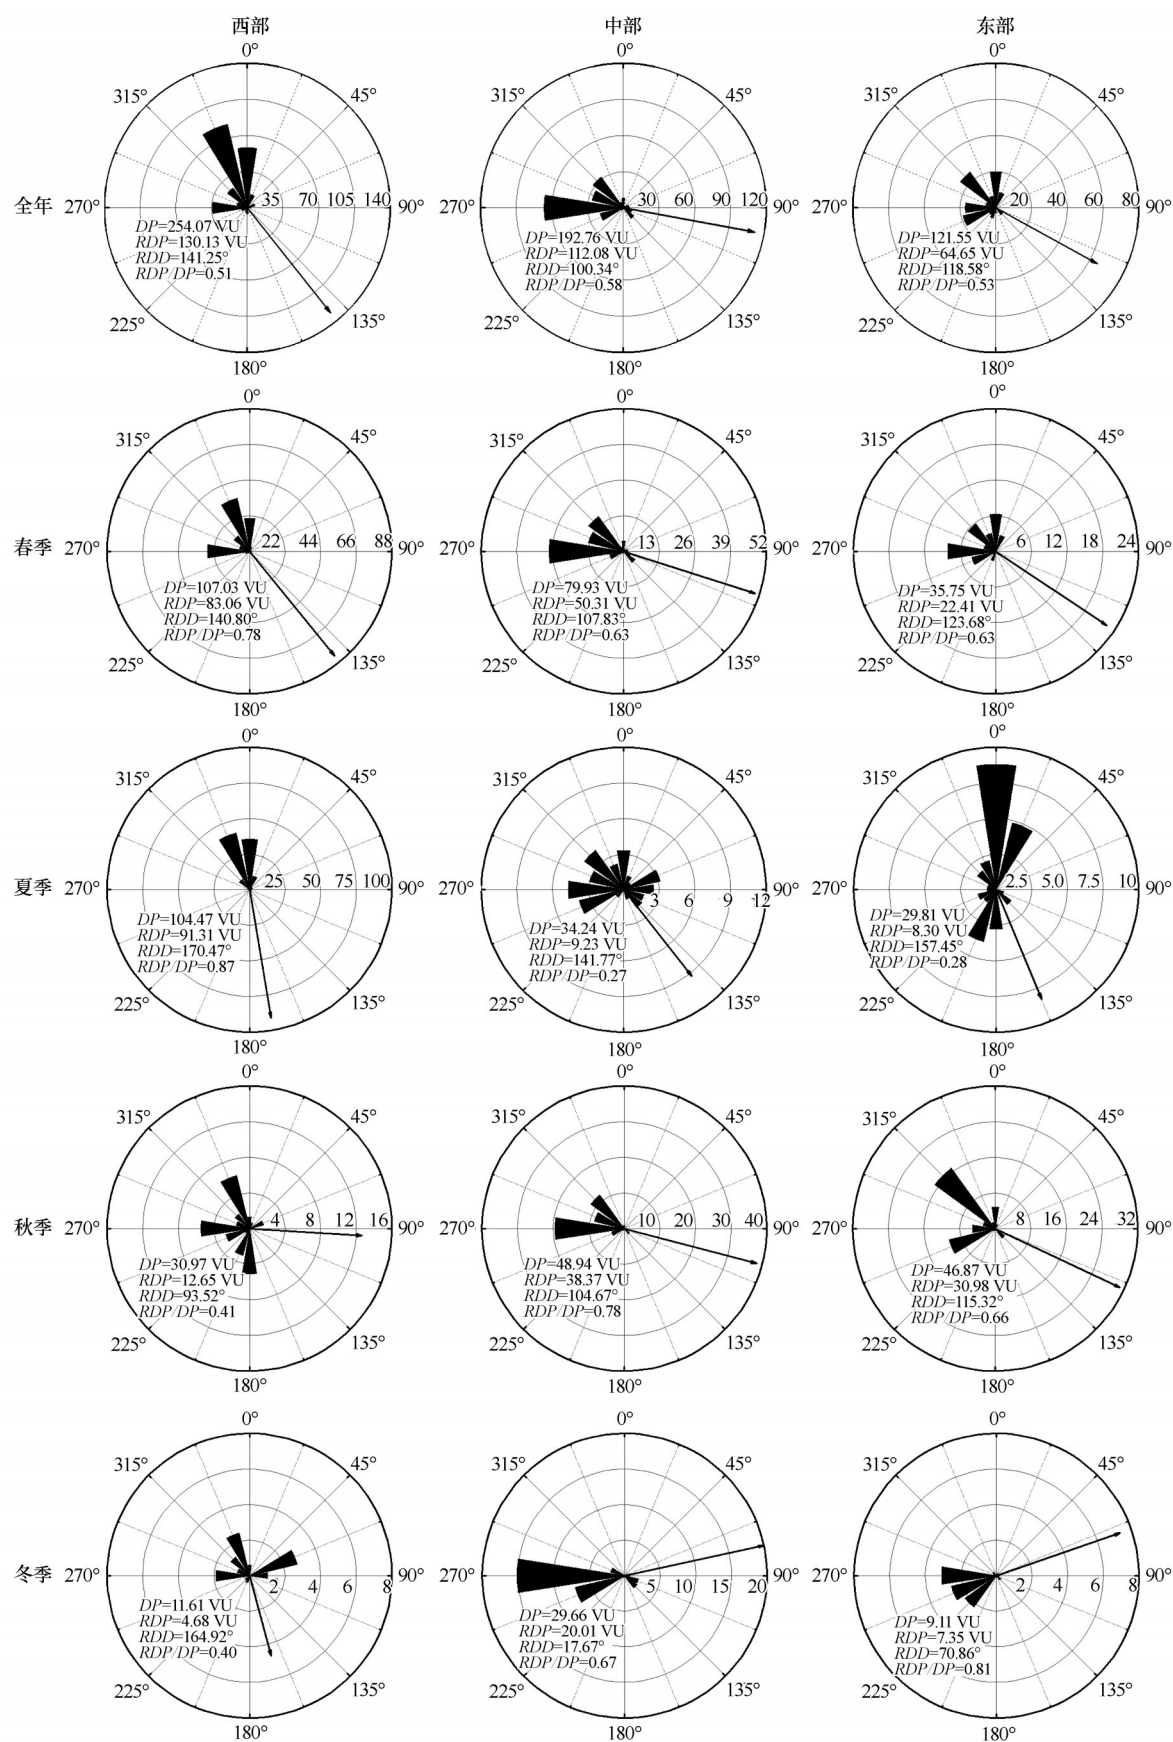 西部 中部 东部
0° 0° 0°
315° 45° 315° 45° 315° 45°
全年 270° 35 70 105 140 90° 270° 30 60 90 120 90° 270° 20 40 60 80 90°
DP=254.07 VU DP=192.76 VU DP=121.55 VU
RDP=130.13 VU RDP=112.08 VU RDP=64.65 VU
RDD=141.25° RDD=100.34° RDD=118.58°
RDP/DP=0.51 RDP/DP=0.58 RDP/DP=0.53
225° 135° 225° 135° 225° 135°
180° 180° 180°
0° 0° 0°
315° 45° 315° 45° 315° 45°
春季 270° 22 44 66 88 90° 270° 13 26 39 52 90° 270° 6 12 18 24 90°
DP=107.03 VU DP=79.93 VU DP=35.75 VU
RDP=83.06 VU RDP=50.31 VU RDP=22.41 VU
RDD=140.80° RDD=107.83° RDD=123.68°
RDP/DP=0.78 RDP/DP=0.63 RDP/DP=0.63
225° 135° 225° 135° 225° 135°
180° 180° 180°
0° 0° 0°
315° 45° 315° 45° 315° 45°
夏季 270° 25 50 75 100 90° 270° 3 6 9 12 90° 270° 2.5 5.0 7.5 10 90°
DP=104.47 VU DP=34.24 VU DP=29.81 VU
RDP=91.31 VU RDP=9.23 VU RDP=8.30 VU
RDD=170.47° RDD=141.77° RDD=157.45°
RDP/DP=0.87 RDP/DP=0.27 RDP/DP=0.28
225° 135° 225° 135° 225° 135°
180° 180° 180°
0° 0° 0°
315° 45° 315° 45° 315° 45°
秋季 270° 4 8 12 16 90° 270° 10 20 30 40 90° 270° 8 16 24 32 90°
DP=30.97 VU DP=48.94 VU DP=46.87 VU
RDP=12.65 VU RDP=38.37 VU RDP=30.98 VU
RDD=93.52° RDD=104.67° RDD=115.32°
RDP/DP=0.41 RDP/DP=0.78 RDP/DP=0.66
225° 135° 225° 135° 225° 135°
180° 180° 180°
0° 0° 0°
315° 45° 315° 45° 315° 45°
冬季 270° 2 4 6 8 90° 270° 5 10 15 20 90° 270° 2 4 6 8 90°
DP=11.61 VU DP=29.66 VU DP=9.11 VU
RDP=4.68 VU RDP=20.01 VU RDP=7.35 VU
RDD=164.92° RDD=17.67° RDD=70.86°
RDP/DP=0.40 RDP/DP=0.67 RDP/DP=0.81
225° 135° 225° 135° 225° 135°
180° 180° 180°